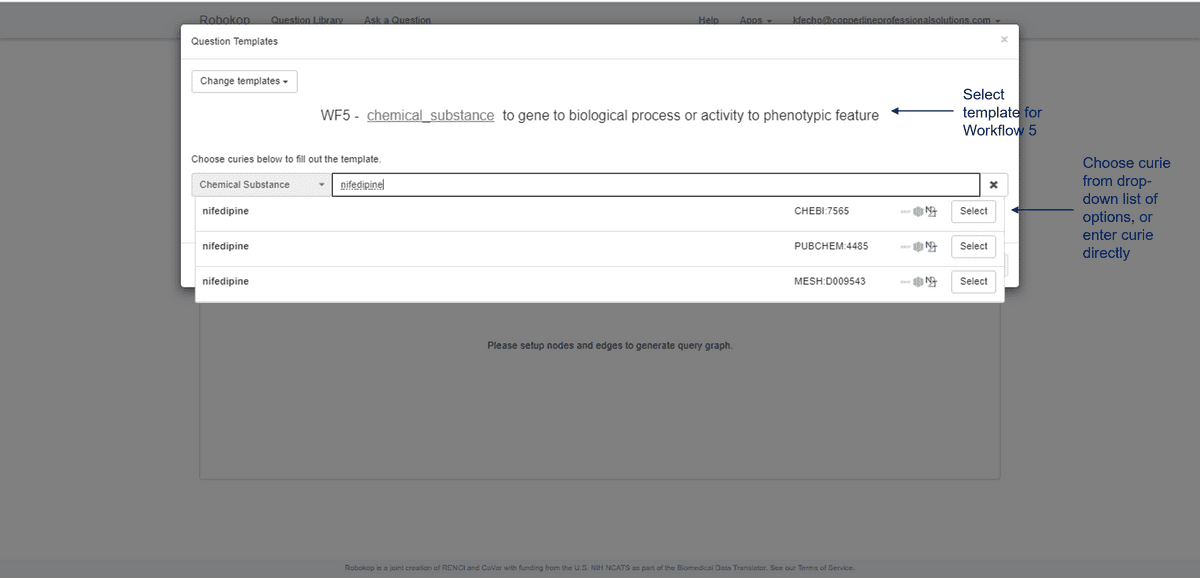 Robokop Question Library Ask a Question Help Apps kfecho@copperlineprofessionalsolutions.com
Question Templates ×
Change templates
WF5 - chemical_substance to gene to biological process or activity to phenotypic feature
Select
template for
Workflow 5
Choose curies below to fill out the template.
Chemical Substance nifedipine
nifedipine CHEBI:7565 Select
nifedipine PUBCHEM:4485 Select
nifedipine MESH:D009543 Select
Choose curie
from drop-
down list of
options, or
enter curie
directly
Please setup nodes and edges to generate query graph.
Robokop is a joint creation of RENCI and CoVar with funding from the U.S. NIH NCATS as part of the Biomedical Data Translator. See our Terms of Service.